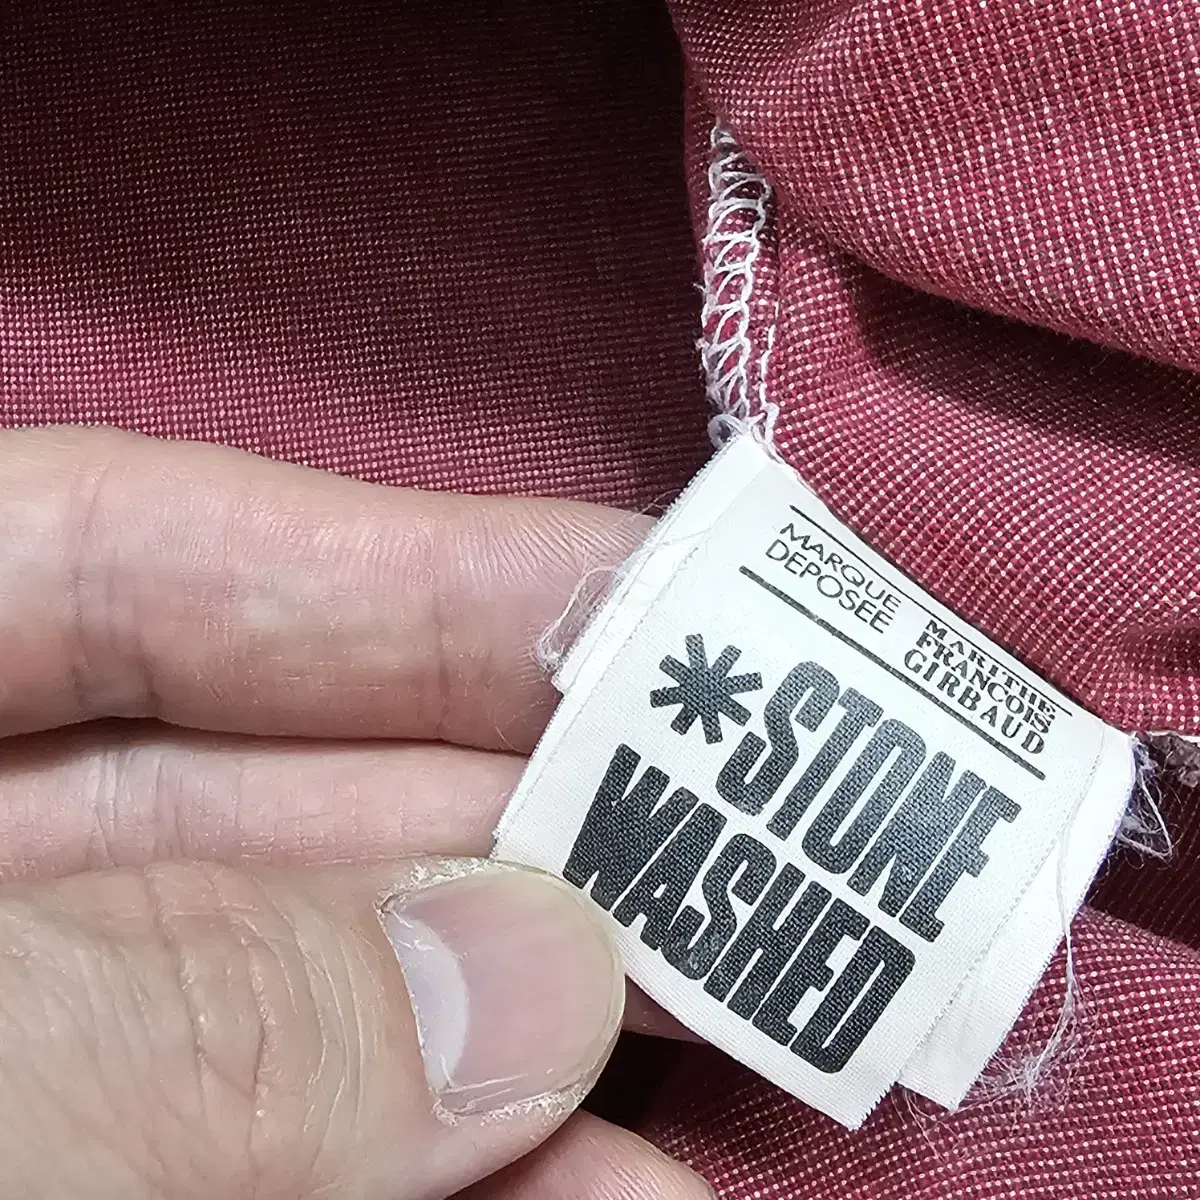 MARQUE
DEPOSEE
MARITHE
FRANCOIS
GIRBAUD
*STONE
WASHED